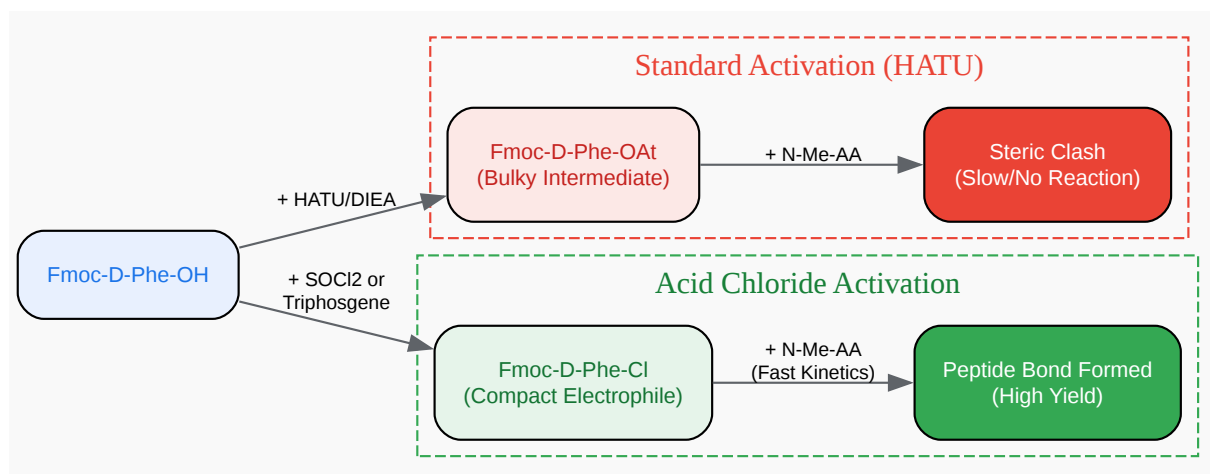 Standard Activation (HATU)
Fmoc-D-Phe-OAt
(Bulky Intermediate)
+ N-Me-AA
Steric Clash
(Slow/No Reaction)
+ HATU/DIEA
Fmoc-D-Phe-OH
+ SOCl2 or
Triphosgene
Acid Chloride Activation
Fmoc-D-Phe-Cl
(Compact Electrophile)
+ N-Me-AA
(Fast Kinetics)
Peptide Bond Formed
(High Yield)